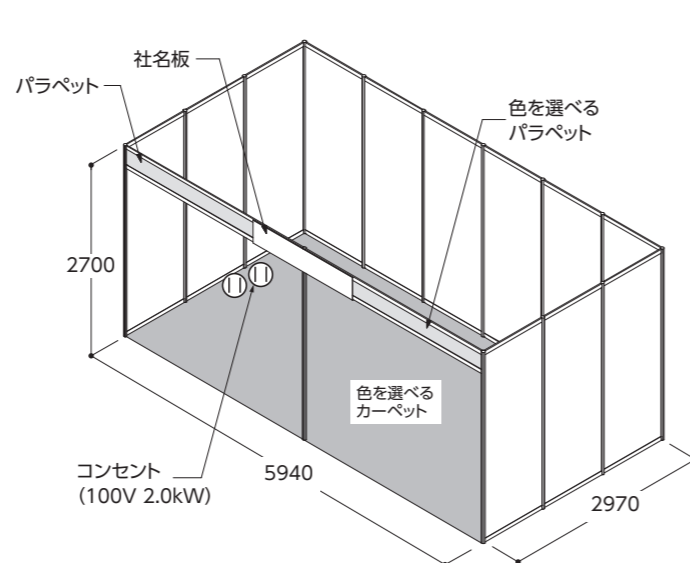 社名板
パラペット
色を選べる
パラペット
2700
色を選べる
カーペット
コンセント
(100V 2.0kW)
5940
2970